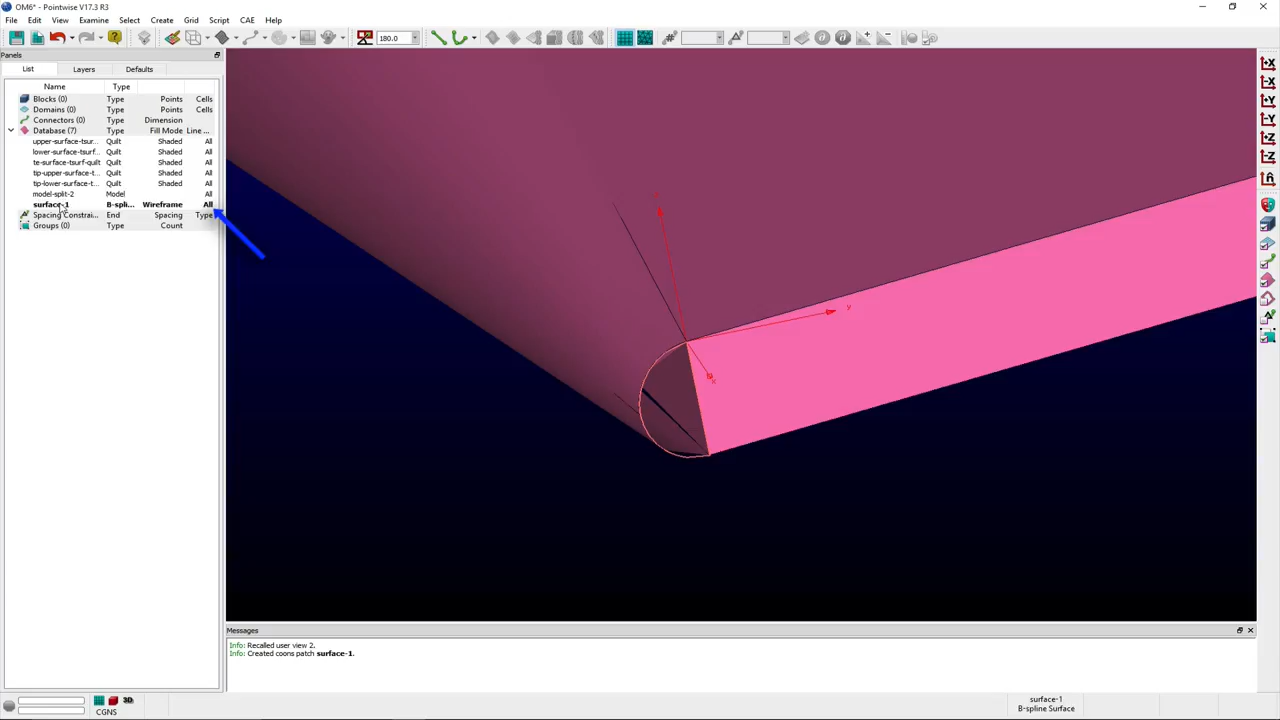 OM6* - Pointwise V17.3 R3
File Edit View Examine Select Create Grid Script CAE Help
180.0
Panels
List Layers Defaults
Name Type
Blocks (0) Type Points Cells
Domains (0) Type Points Cells
Connectors (0) Type Dimension
Database (7) Type Fill Mode Line ...
upper-surface-tsur... Quilt Shaded All
lower-surface-tsurf... Quilt Shaded All
te-surface-tsurf-quilt Quilt Shaded All
tip-upper-surface-t... Quilt Shaded All
tip-lower-surface-t... Quilt Shaded All
model-split-2 Model All
surface-1 B-spli... Wireframe All
Spacing Constrai... End Spacing Type
Groups (0) Type Count
y
x
+X
-X
+Y
-Y
+Z
-Z
n
Messages
Info: Recalled user view 2.
Info: Created coons patch surface-1.
3D
CGNS
surface-1
B-spline Surface